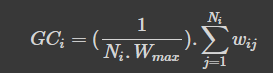 GC_i = (\frac{1}{N_i . W_{max}}). \sum_{j=1}^{N_i} w_{ij}